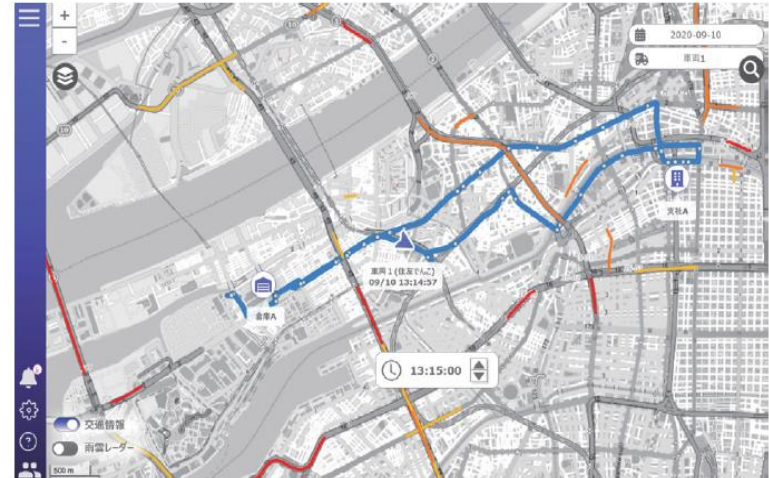 +
-
2020-09-10
車両1
支社A
車両 1 (住友でんこ)
09/10 13:14:57
倉庫A
13:15:00
交通情報
雨雲レーダー
500 m